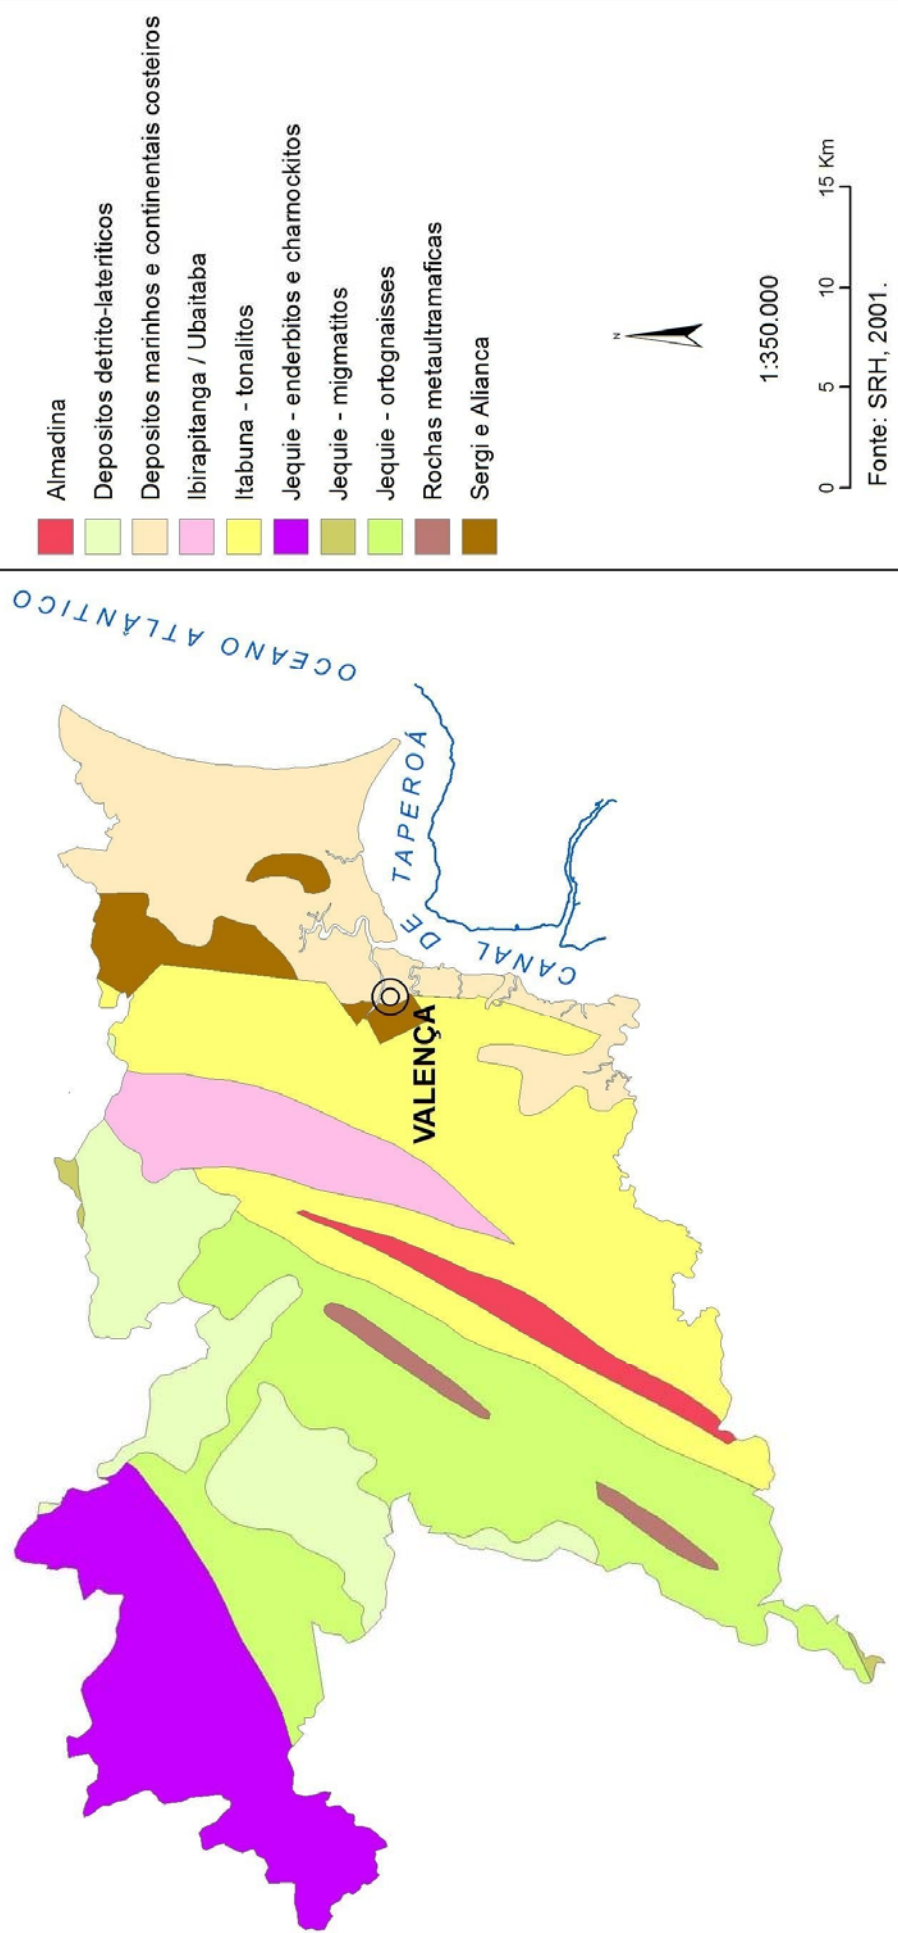 OCEANO ATLÂNTICO
CANAL DE TAPEROÁ
VALENÇA
Almadina
Depositos detrito-lateriticos
Depositos marinhos e continentais costeiros
Ibirapitanga / Ubaitaba
Itabuna - tonalitos
Jequie - enderbitos e charnockitos
Jequie - migmatitos
Jequie - ortognaisses
Rochas metaultramaficas
Sergi e Alianca
N
1:350.000
0 5 10 15 Km
Fonte: SRH, 2001.